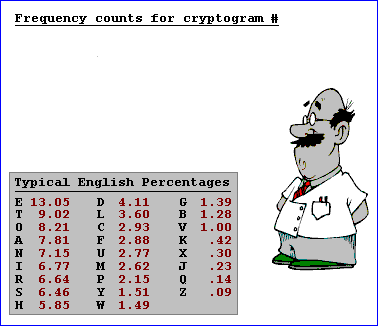 Frequency counts for cryptogram #
Typical English Percentages
E 13.05 D 4.11 G 1.39
T 9.02 L 3.60 B 1.28
O 8.21 C 2.93 V 1.00
A 7.81 F 2.88 K .42
N 7.15 U 2.77 X .30
I 6.77 M 2.62 J .23
R 6.64 P 2.15 Q .14
S 6.46 Y 1.51 Z .09
H 5.85 W 1.49